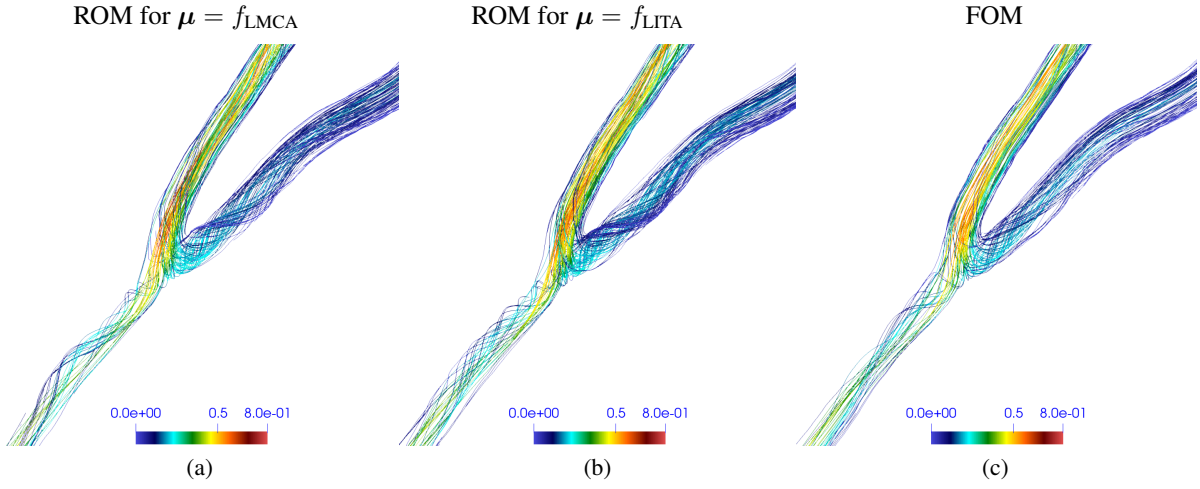 ROM for μ = f_LMCA
ROM for μ = f_LITA
FOM
0.0e+00 0.5 8.0e-01
0.0e+00 0.5 8.0e-01
0.0e+00 0.5 8.0e-01
(a)
(b)
(c)